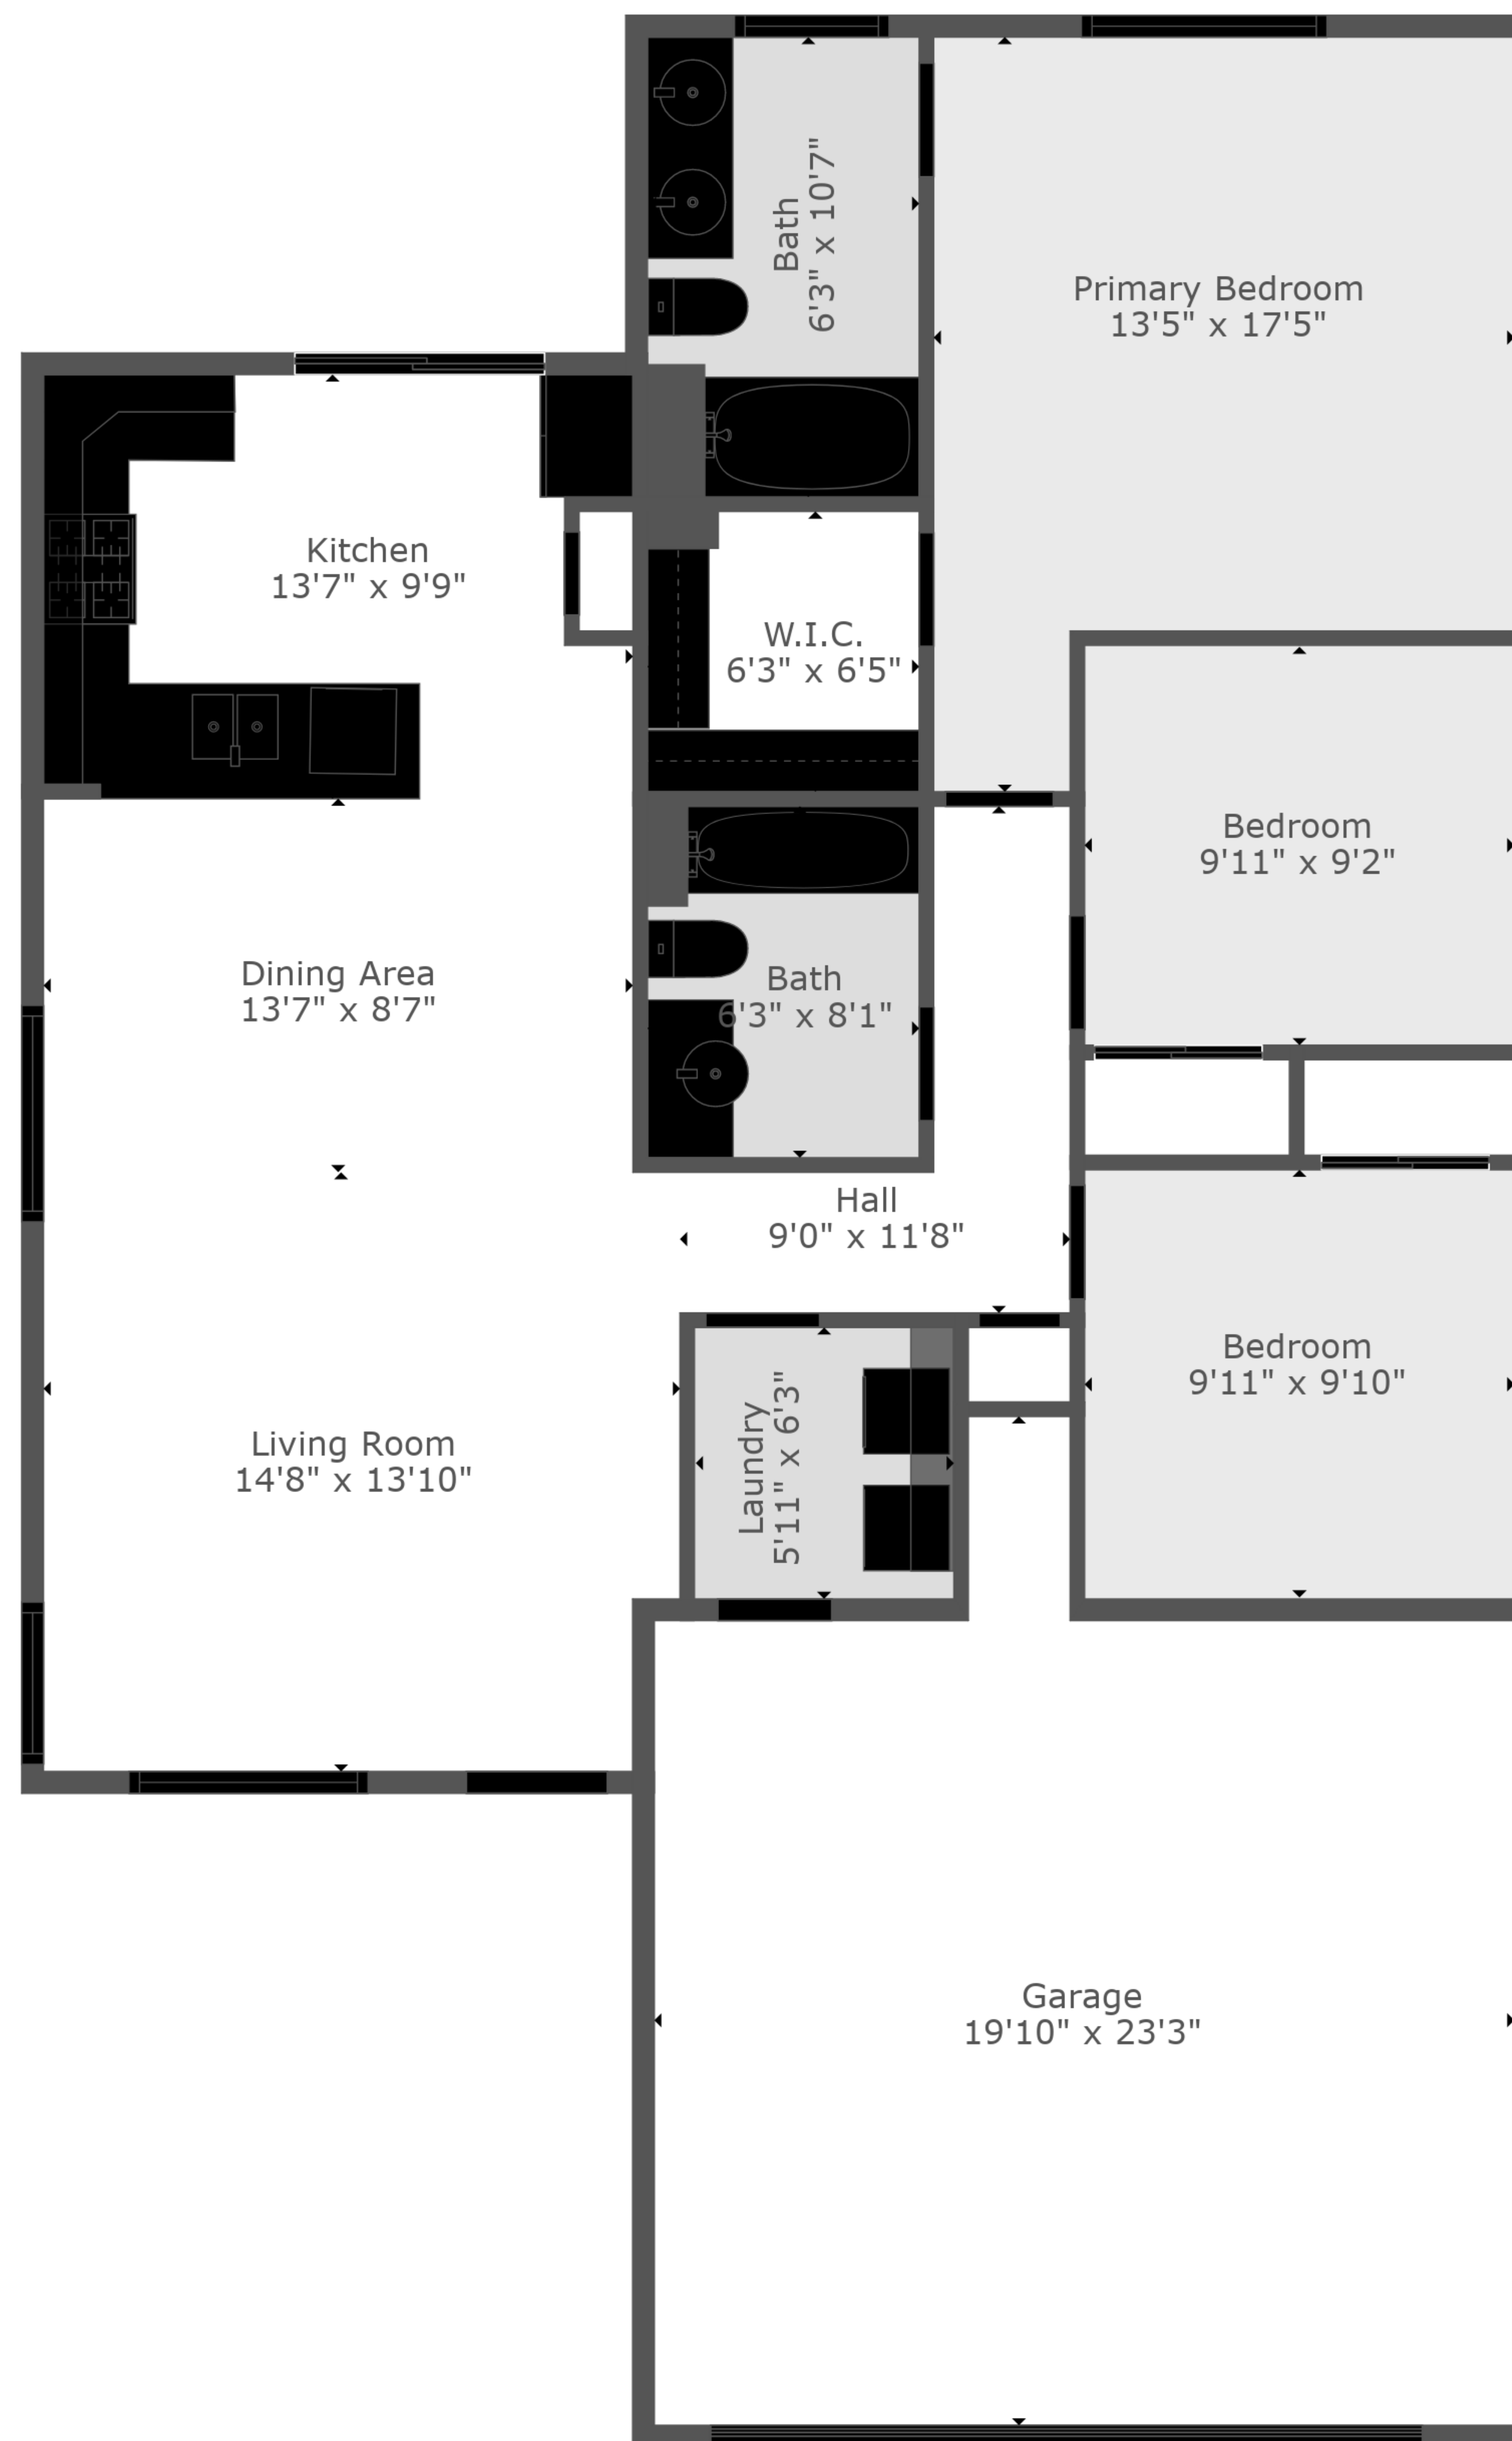 Bath
6'3" x 10'7"
Primary Bedroom
13'5" x 17'5"
Kitchen
13'7" x 9'9"
W.I.C.
6'3" x 6'5"
Bedroom
9'11" x 9'2"
Dining Area
13'7" x 8'7"
Bath
6'3" x 8'1"
Hall
9'0" x 11'8"
Bedroom
9'11" x 9'10"
Living Room
14'8" x 13'10"
Laundry
5'11" x 6'3"
Garage
19'10" x 23'3"